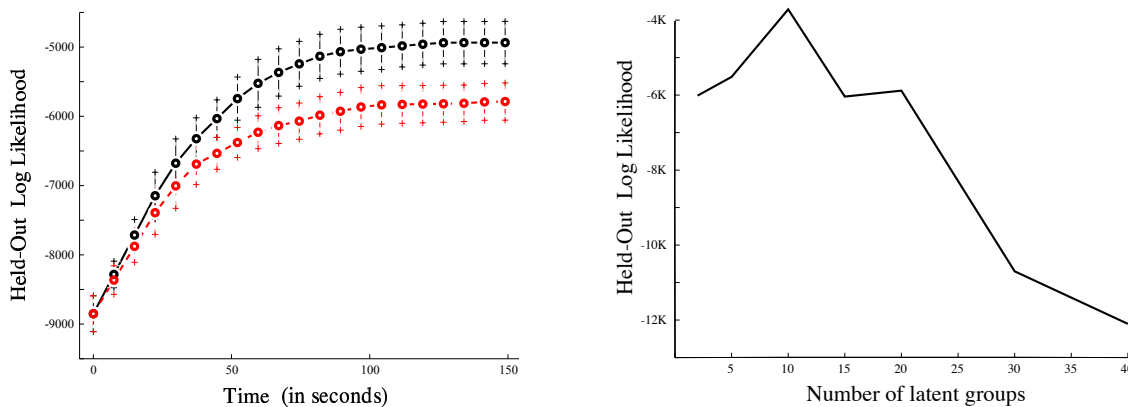 Held-Out Log Likelihood
-5000
-6000
-7000
-8000
-9000
0
50
100
150
Time (in seconds)
Held-Out Log Likelihood
-4K
-6K
-8K
-10K
-12K
5
10
15
20
25
30
35
40
Number of latent groups